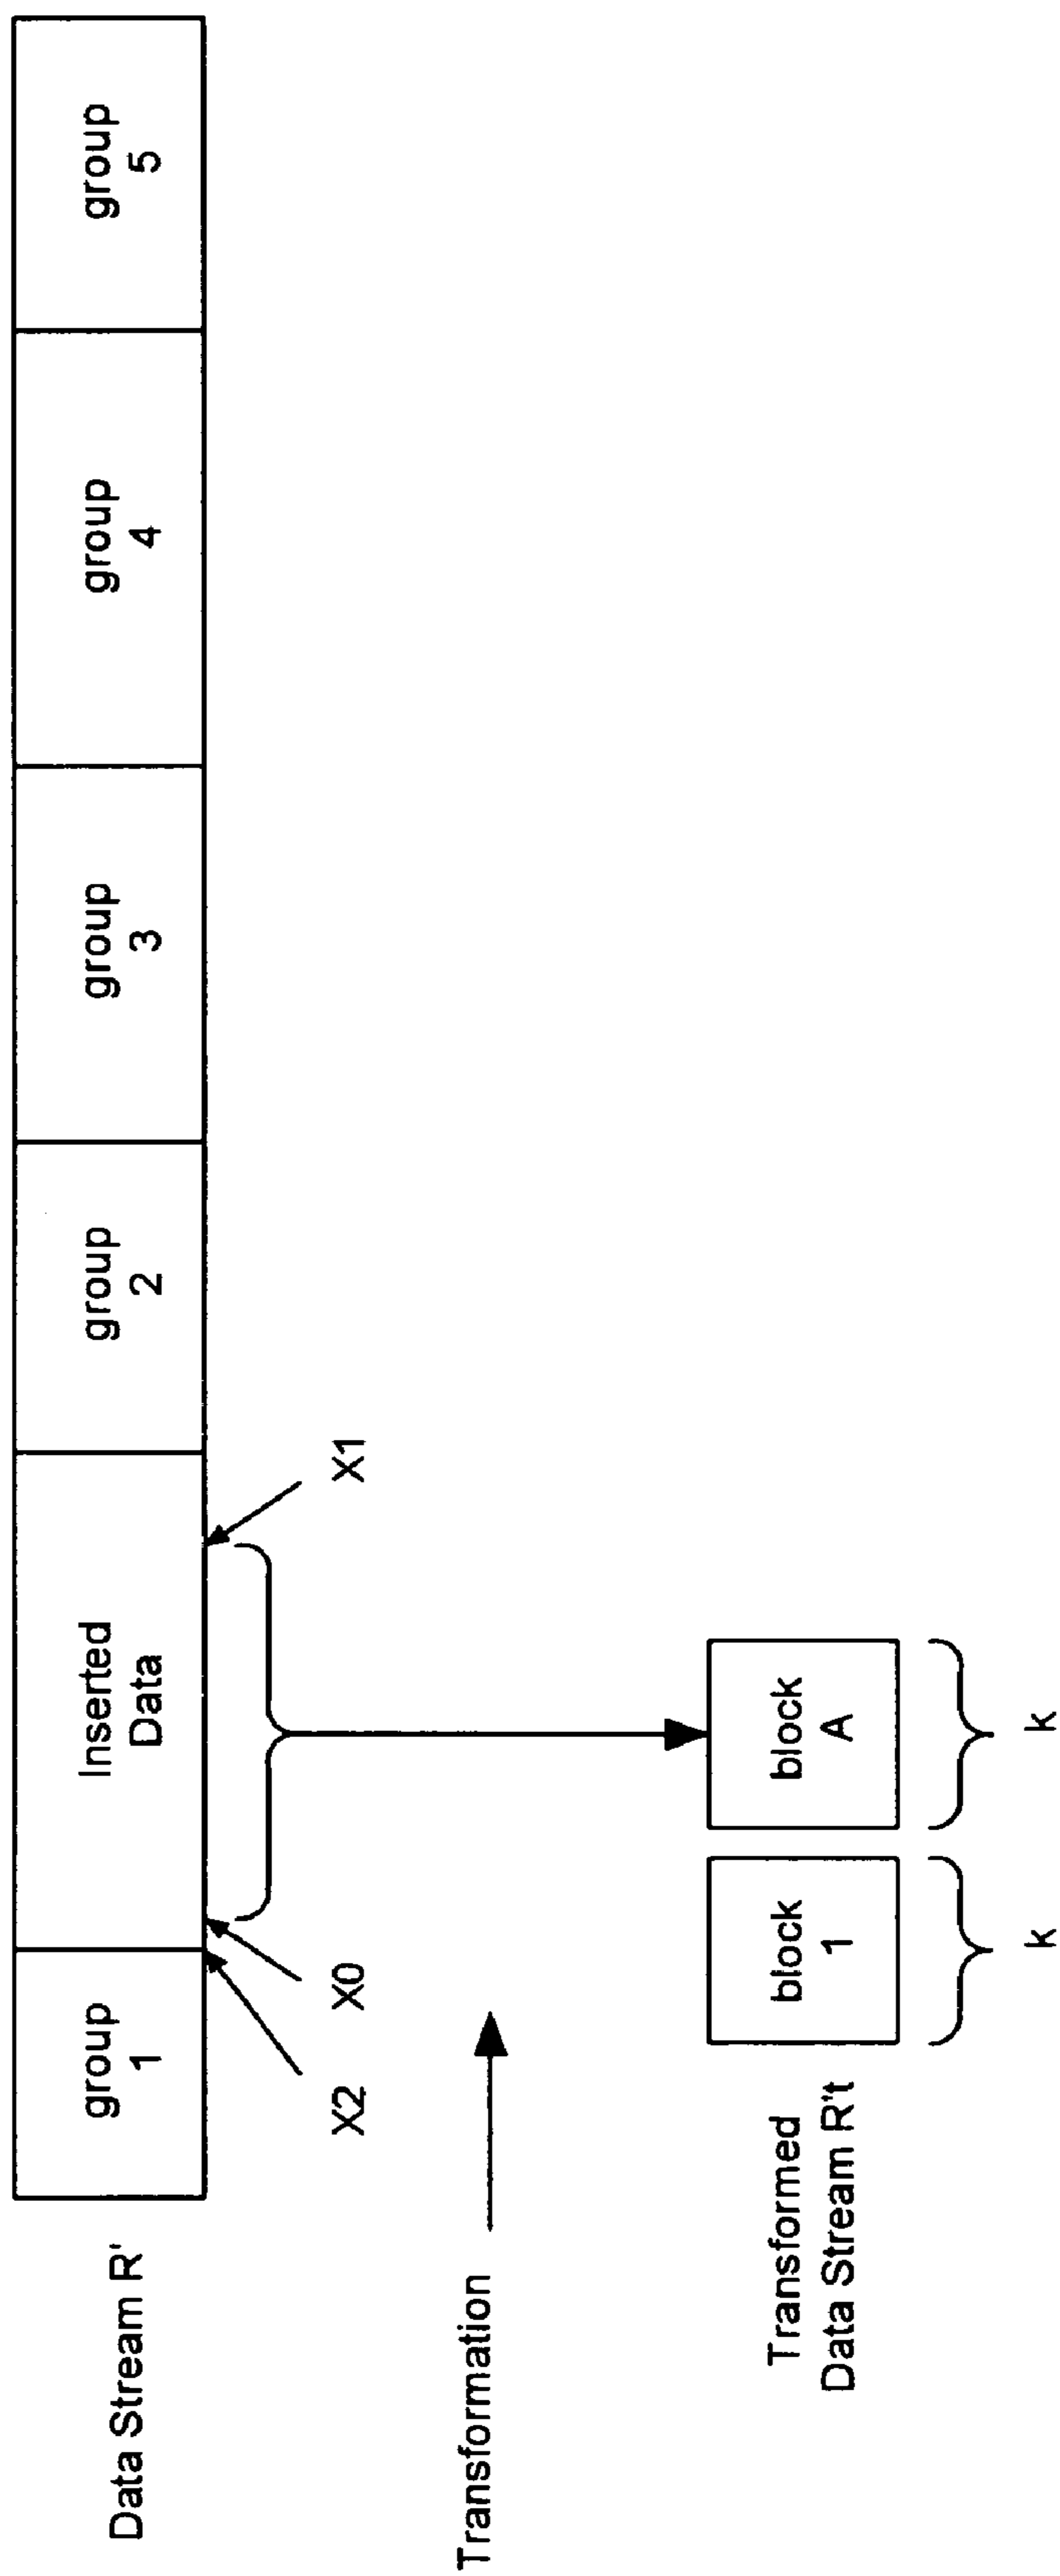 Data Stream R'
group
1
Inserted
Data
group
2
group
3
group
4
group
5
X2
X0
X1
Transformation
Transformed
Data Stream R't
block
1
block
A
k
k